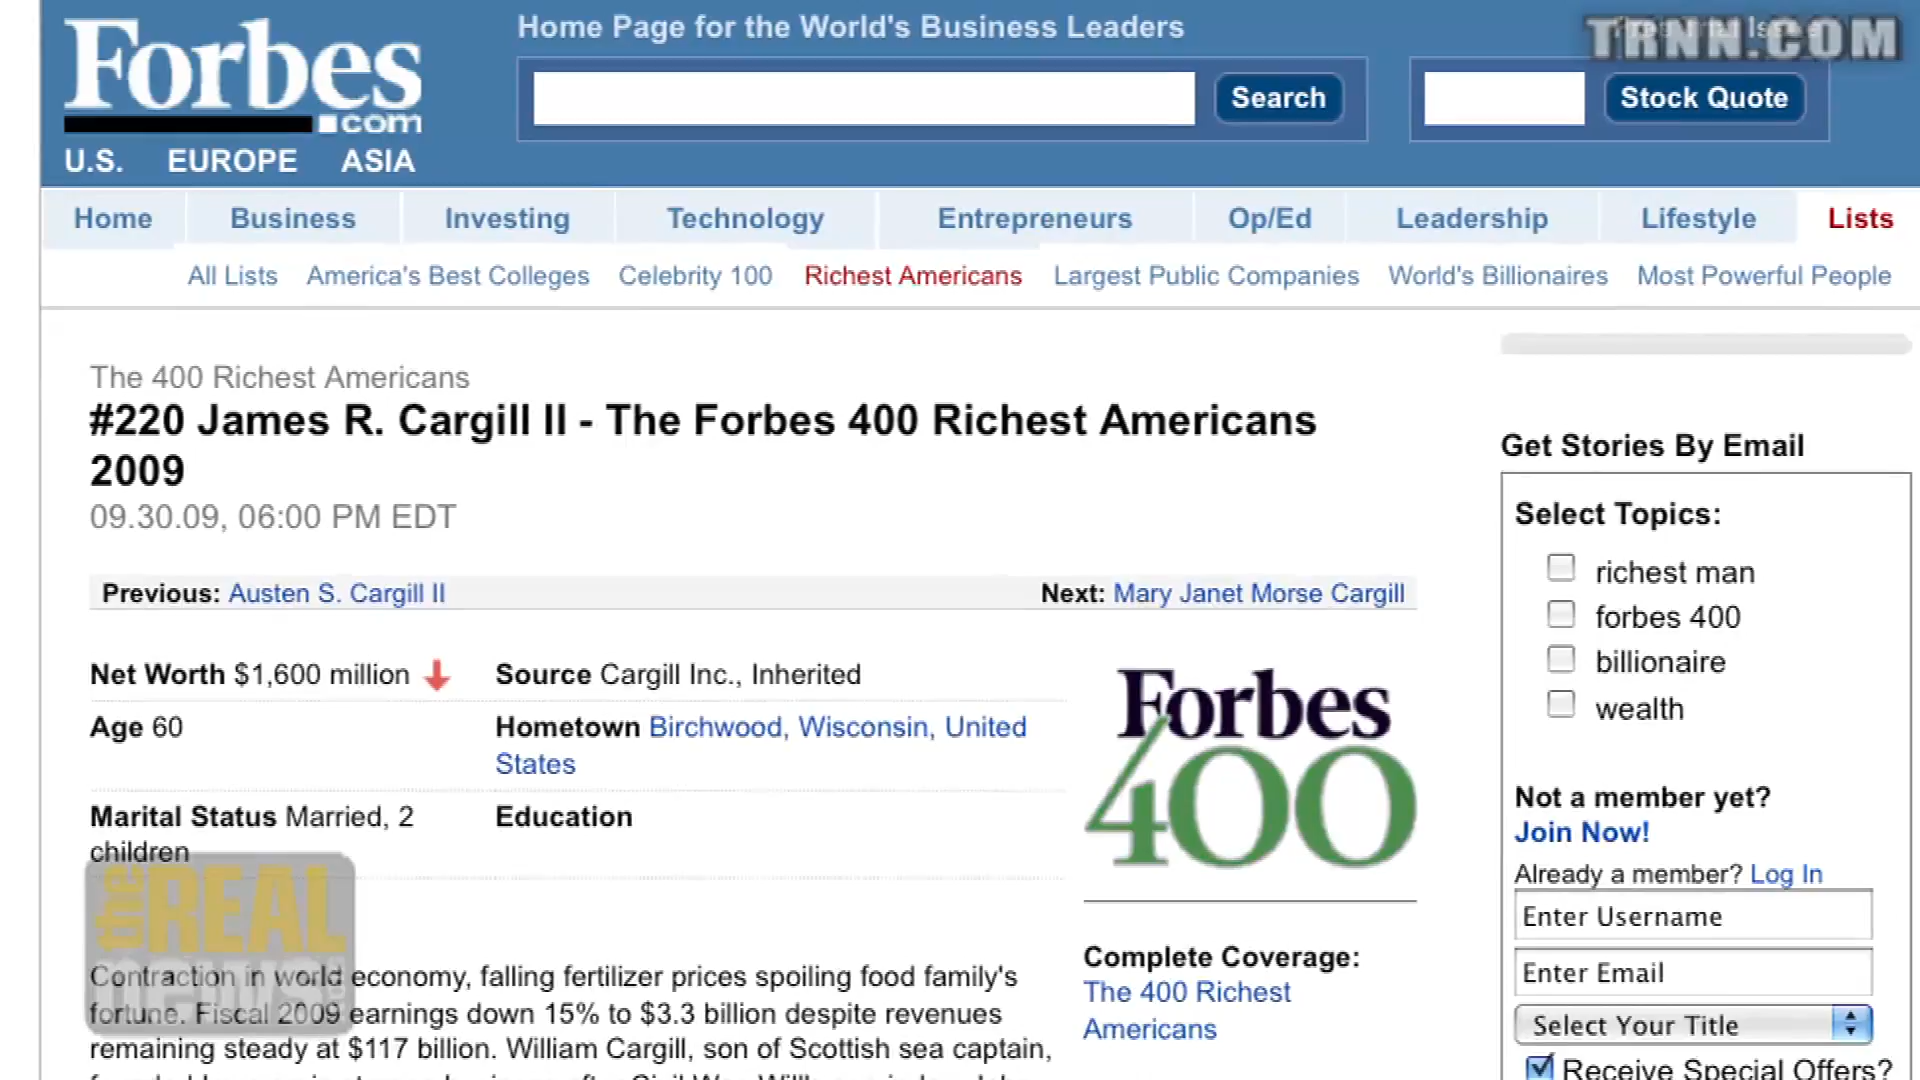 Forbes
.com
U.S. EUROPE ASIA
Home Page for the World's Business Leaders
Search
Stock Quote
TRNN.COM
Home Business Investing Technology Entrepreneurs Op/Ed Leadership Lifestyle Lists
All Lists America's Best Colleges Celebrity 100 Richest Americans Largest Public Companies World's Billionaires Most Powerful People
The 400 Richest Americans
#220 James R. Cargill II - The Forbes 400 Richest Americans
2009
09.30.09, 06:00 PM EDT
Previous: Austen S. Cargill II
Next: Mary Janet Morse Cargill
Net Worth $1,600 million
Source Cargill Inc., Inherited
Age 60
Hometown Birchwood, Wisconsin, United
States
Marital Status Married, 2
children
Education
Forbes
400
the REAL
news
Contraction in world economy, falling fertilizer prices spoiling food family's
fortune. Fiscal 2009 earnings down 15% to $3.3 billion despite revenues
remaining steady at $117 billion. William Cargill, son of Scottish sea captain,
Complete Coverage:
The 400 Richest
Americans
Get Stories By Email
Select Topics:
richest man
forbes 400
billionaire
wealth
Not a member yet?
Join Now!
Already a member? Log In
Enter Username
Enter Email
Select Your Title
Receive Special Offers?